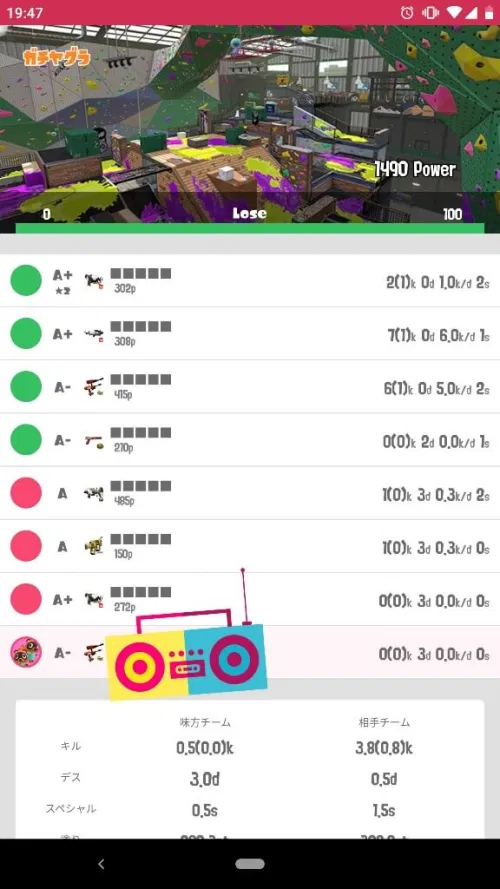 19:47
ガチヤグラ
1490 Power
0 Lose 100
A+ 2(1)k 0d 1.0k/d 2s
★2 302p
A+ 7(1)k 0d 6.0k/d 1s
308p
A- 6(1)k 0d 5.0k/d 2s
415p
A- 0(0)k 2d 0.0k/d 1s
210p
A 1(0)k 3d 0.3k/d 2s
485p
A 1(0)k 3d 0.3k/d 0s
150p
A+ 0(0)k 3d 0.0k/d 0s
272p
A- 0(0)k 3d 0.0k/d 0s
味方チーム 相手チーム
キル 0.5(0.0)k 3.8(0.8)k
デス 3.0d 0.5d
スペシャル 0.5s 1.5s